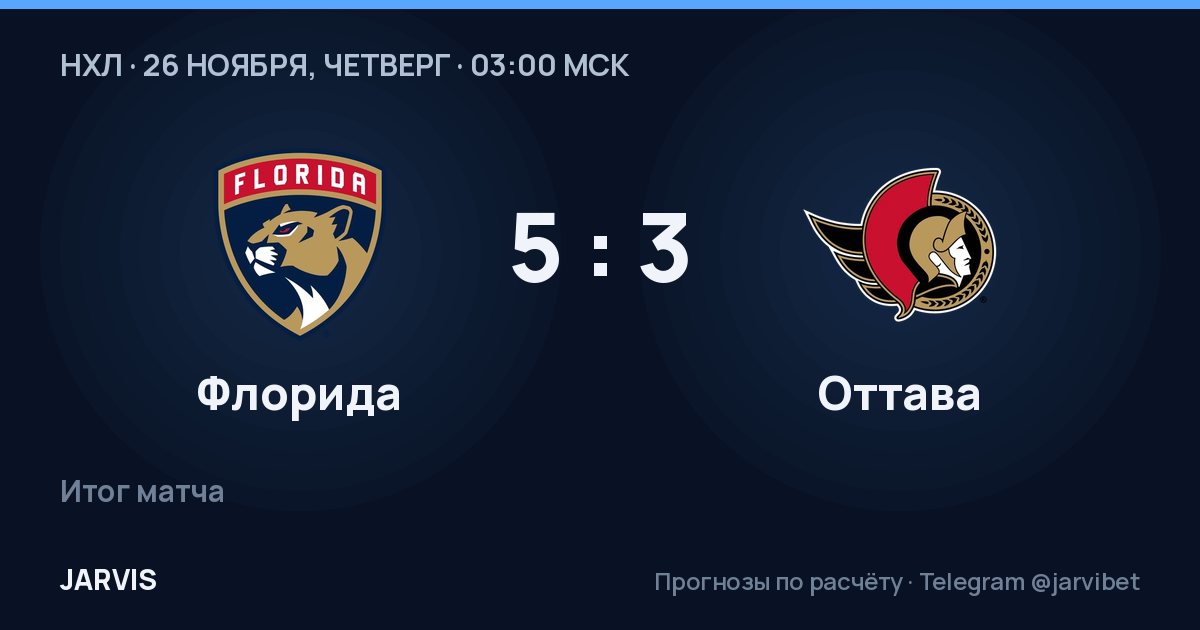 НХЛ · 26 НОЯБРЯ, ЧЕТВЕРГ · 03:00 МСК
FLORIDA
5 : 3
Флорида
Оттава
Итог матча
JARVIS
Прогнозы по расчёту · Telegram @jarvibet